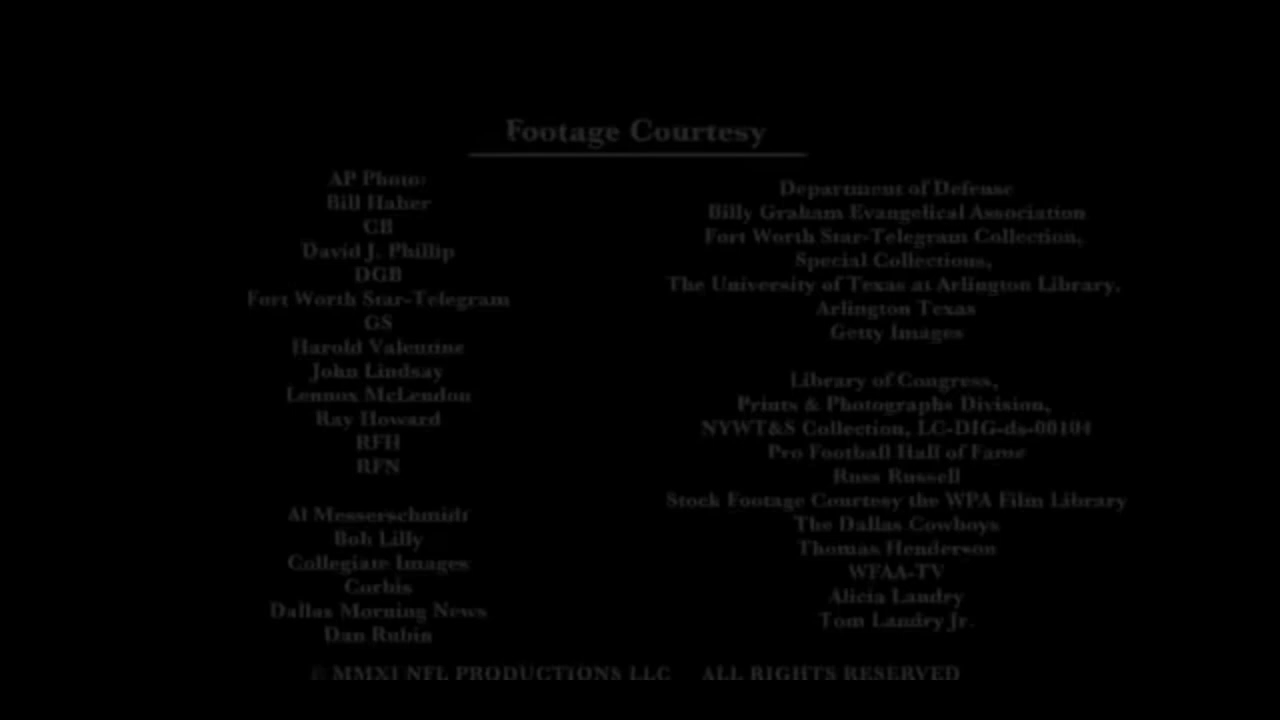 Footage Courtesy
AP Photo:
Bill Haber
CB
David J. Phillip
DGB
Fort Worth Star-Telegram
GS
Harold Valentine
John Lindsay
Lennox McLendon
Ray Howard
RFH
RFN
Al Messerschmidt
Bob Lilly
Collegiate Images
Corbis
Dallas Morning News
Dan Rubin
Department of Defense
Billy Graham Evangelical Association
Fort Worth Star-Telegram Collection,
Special Collections,
The University of Texas at Arlington Library,
Arlington Texas
Getty Images
Library of Congress,
Prints & Photographs Division,
NYWT&S Collection, LC-DIG-ds-00104
Pro Football Hall of Fame
Russ Russell
Stock Footage Courtesy the WPA Film Library
The Dallas Cowboys
Thomas Henderson
WFAA-TV
Alicia Landry
Tom Landry Jr.
© MMXI NFL PRODUCTIONS LLC ALL RIGHTS RESERVED